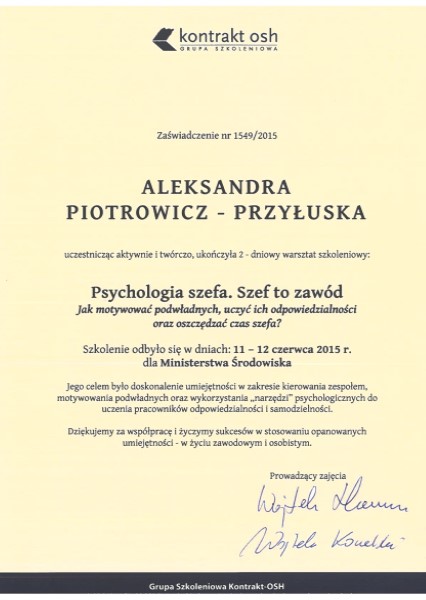 kontrakt osh
GRUPA SZKOLENIOWA
Zaświadczenie nr 1549/2015
ALEKSANDRA
PIOTROWICZ - PRZYŁUSKA
uczestnicząc aktywnie i twórczo, ukończyła 2 - dniowy warsztat szkoleniowy:
Psychologia szefa. Szef to zawód
Jak motywować podwładnych, uczyć ich odpowiedzialności
oraz oszczędzać czas szefa?
Szkolenie odbyło się w dniach: 11 – 12 czerwca 2015 r.
dla Ministerstwa Środowiska
Jego celem było doskonalenie umiejętności w zakresie kierowania zespołem,
motywowania podwładnych oraz wykorzystania „narzędzi” psychologicznych do
uczenia pracowników odpowiedzialności i samodzielności.
Dziękujemy za współpracę i życzymy sukcesów w stosowaniu opanowanych
umiejętności - w życiu zawodowym i osobistym.
Prowadzący zajęcia
Grupa Szkoleniowa Kontrakt-OSH